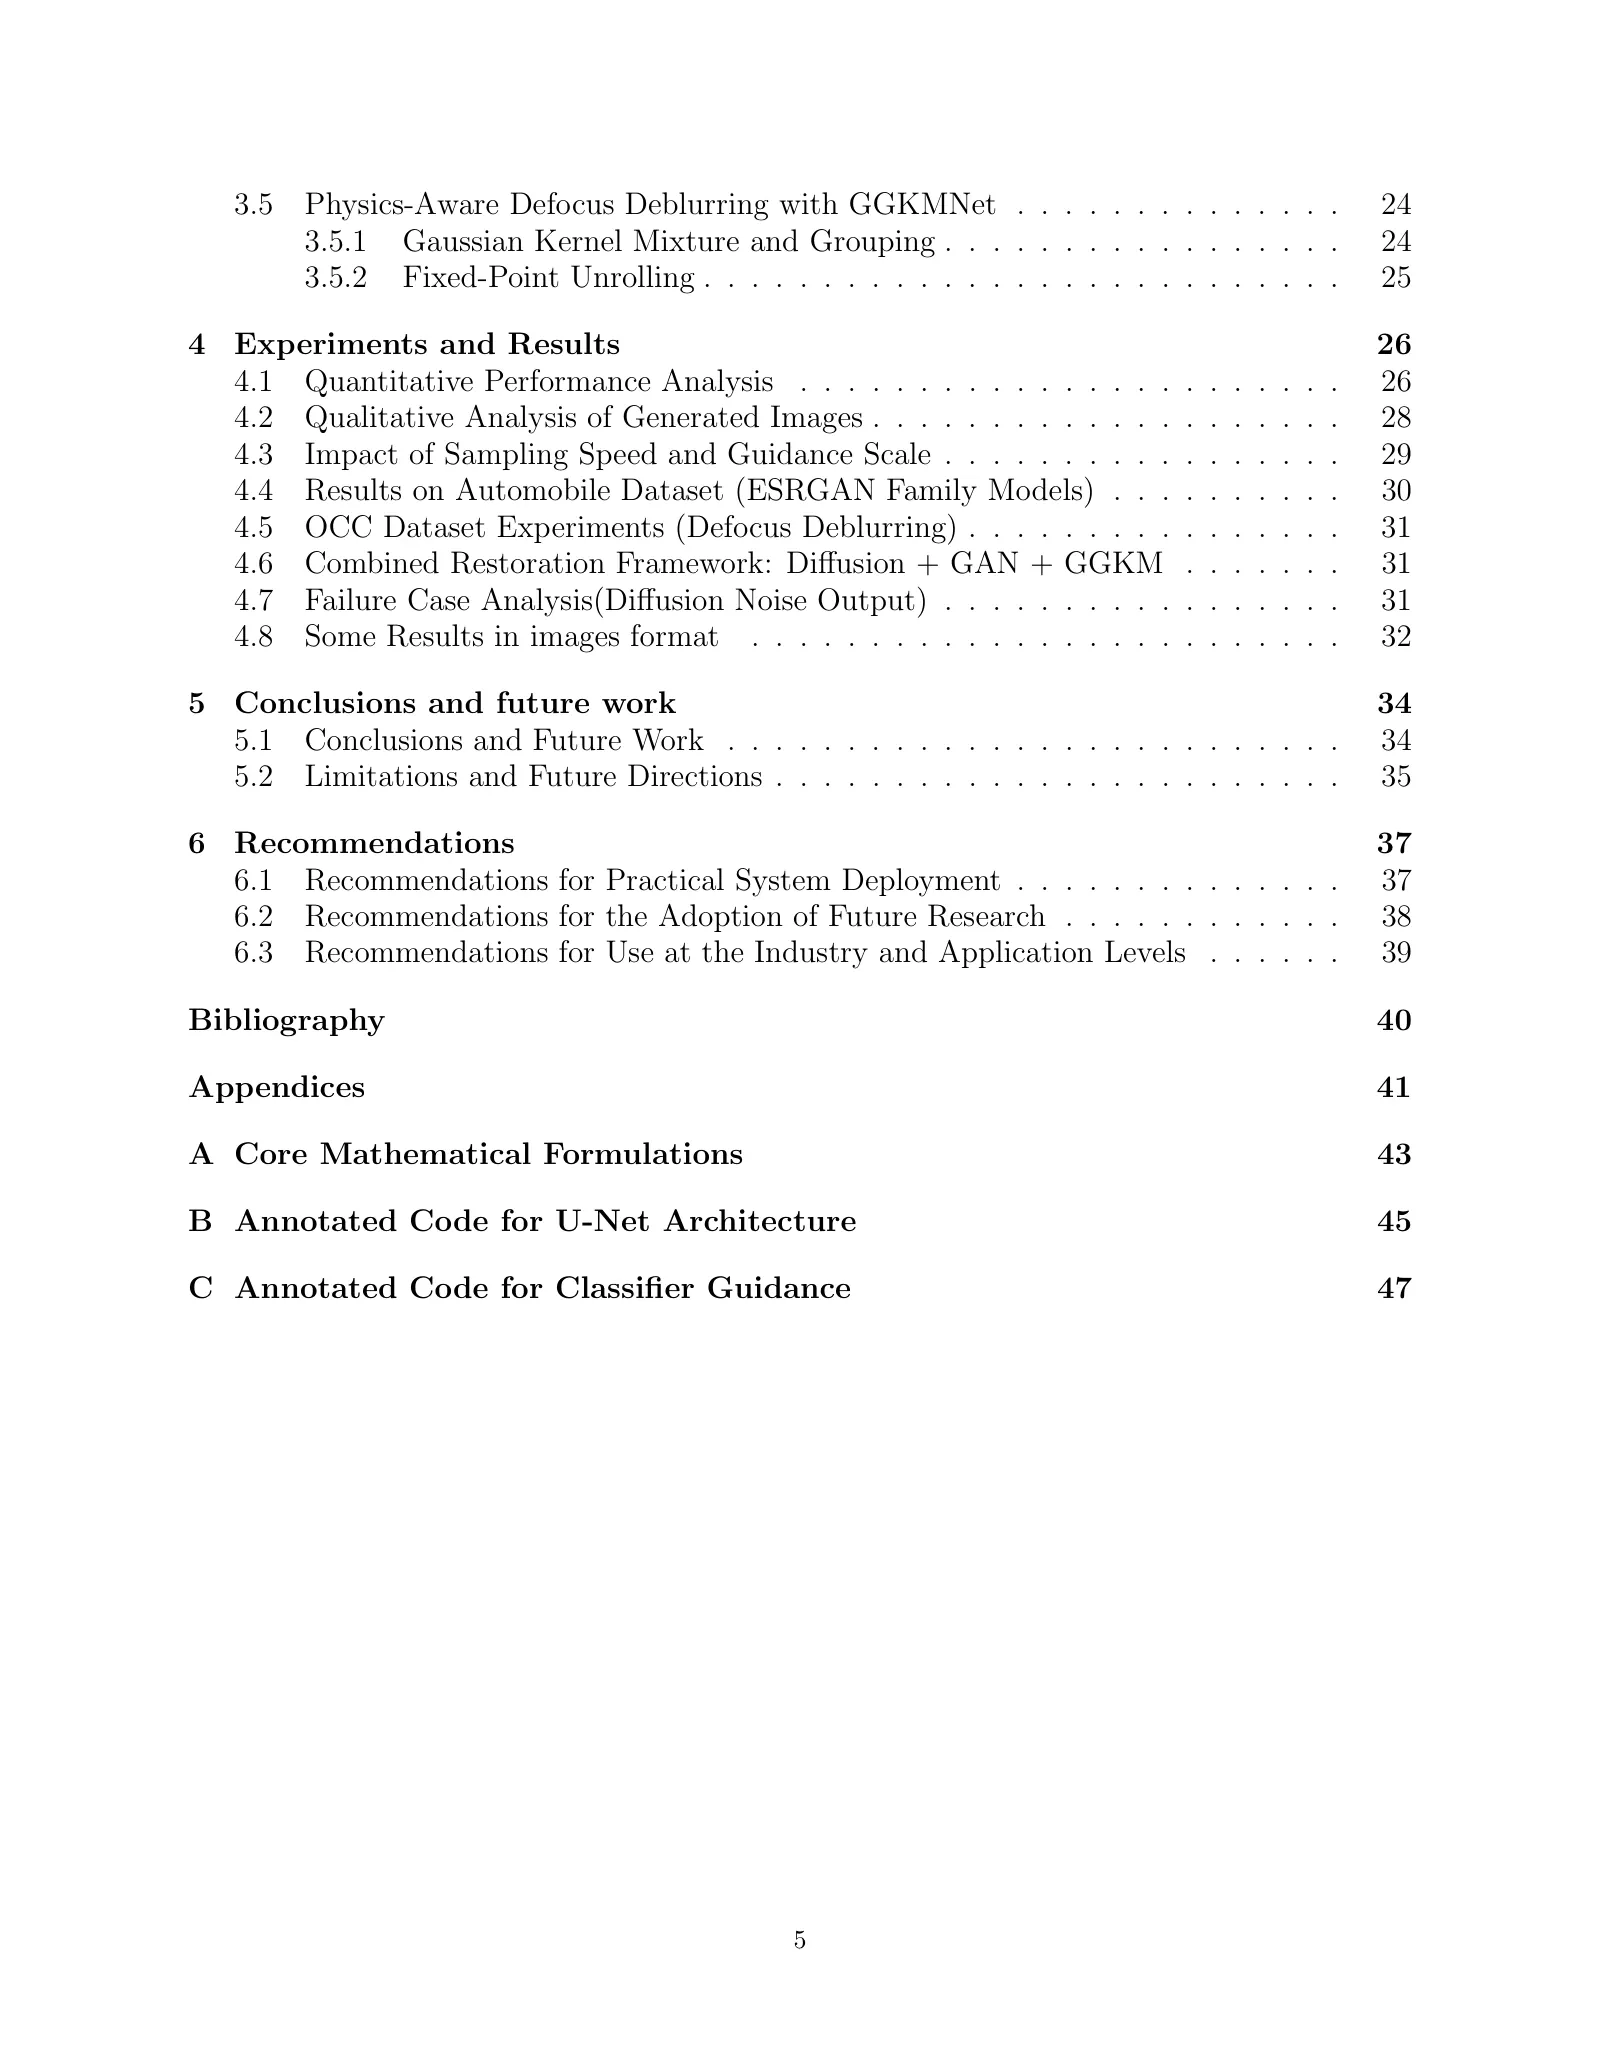 3.5 Physics-Aware Defocus Deblurring with GGKMNet . . . . . . . . . . . . . . 24
3.5.1 Gaussian Kernel Mixture and Grouping . . . . . . . . . . . . . . . . . 24
3.5.2 Fixed-Point Unrolling . . . . . . . . . . . . . . . . . . . . . . . . . . . 25
4 Experiments and Results 26
4.1 Quantitative Performance Analysis . . . . . . . . . . . . . . . . . . . . . . . 26
4.2 Qualitative Analysis of Generated Images . . . . . . . . . . . . . . . . . . . . 28
4.3 Impact of Sampling Speed and Guidance Scale . . . . . . . . . . . . . . . . . 29
4.4 Results on Automobile Dataset (ESRGAN Family Models) . . . . . . . . . . 30
4.5 OCC Dataset Experiments (Defocus Deblurring) . . . . . . . . . . . . . . . . 31
4.6 Combined Restoration Framework: Diffusion + GAN + GGKM . . . . . . . 31
4.7 Failure Case Analysis(Diffusion Noise Output) . . . . . . . . . . . . . . . . . 31
4.8 Some Results in images format . . . . . . . . . . . . . . . . . . . . . . . . . 32
5 Conclusions and future work 34
5.1 Conclusions and Future Work . . . . . . . . . . . . . . . . . . . . . . . . . . 34
5.2 Limitations and Future Directions . . . . . . . . . . . . . . . . . . . . . . . . 35
6 Recommendations 37
6.1 Recommendations for Practical System Deployment . . . . . . . . . . . . . . 37
6.2 Recommendations for the Adoption of Future Research . . . . . . . . . . . . 38
6.3 Recommendations for Use at the Industry and Application Levels . . . . . . 39
Bibliography 40
Appendices 41
A Core Mathematical Formulations 43
B Annotated Code for U-Net Architecture 45
C Annotated Code for Classifier Guidance 47
5